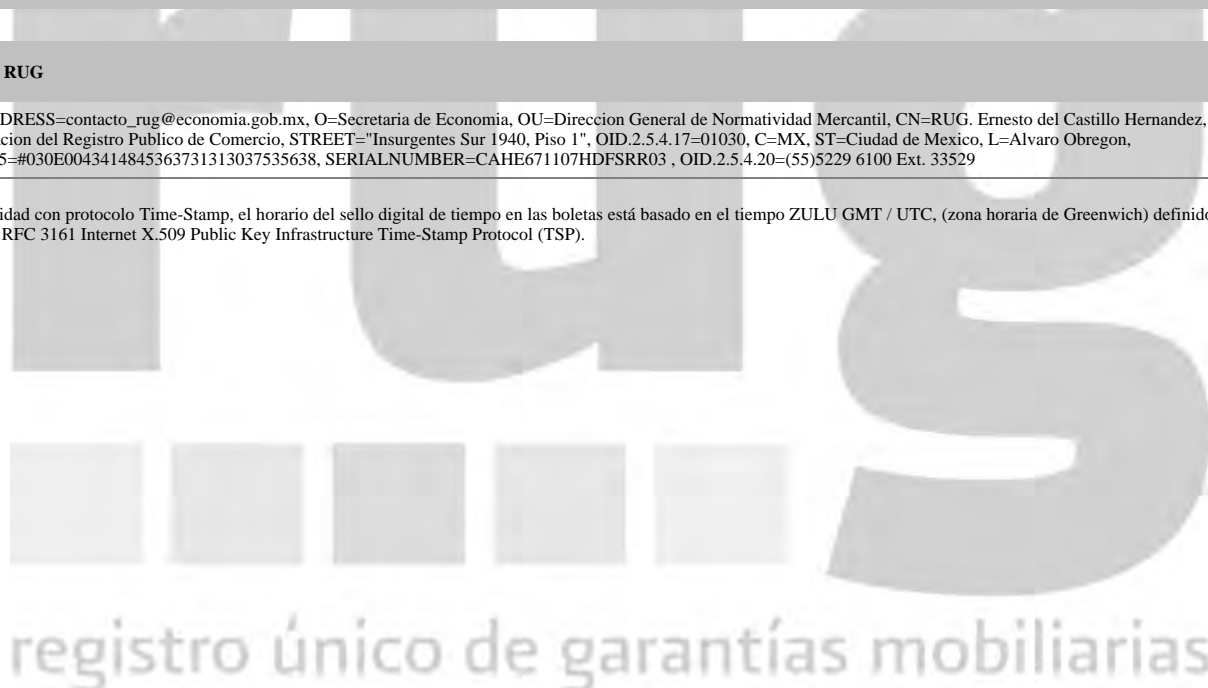 RUG
DRESS=contacto_rug@economia.gob.mx, O=Secretaria de Economia, OU=Direccion General de Normatividad Mercantil, CN=RUG. Ernesto del Castillo Hernandez,
cion del Registro Publico de Comercio, STREET="Insurgentes Sur 1940, Piso 1", OID.2.5.4.17=01030, C=MX, ST=Ciudad de Mexico, L=Alvaro Obregon,
5=#030E00434148453637313130375356​38, SERIALNUMBER=CAHE671107HDFSRR03 , OID.2.5.4.20=(55)5229 6100 Ext. 33529
idad con protocolo Time-Stamp, el horario del sello digital de tiempo en las boletas está basado en el tiempo ZULU GMT / UTC, (zona horaria de Greenwich) definido
RFC 3161 Internet X.509 Public Key Infrastructure Time-Stamp Protocol (TSP).
rug
registro único de garantías mobiliarias